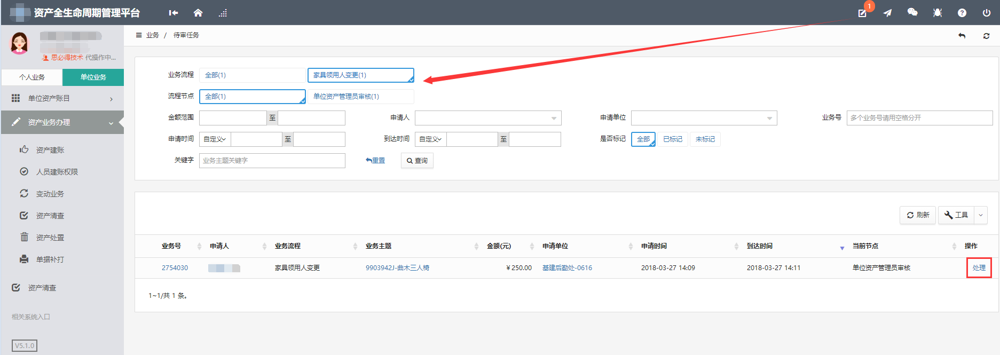 资产全生命周期管理平台
1
思必得技术 代操作中...
个人业务 单位业务
单位资产账目
资产业务办理
资产建账
人员建账权限
变动业务
资产清查
资产处置
单据补打
资产清查
相关系统入口
V5.1.0
业务 / 待审任务
业务流程 全部(1) 家具领用人变更(1)
流程节点 全部(1) 单位资产管理员审核(1)
金额范围 至 申请人 申请单位 业务号 多个业务号请用空格分开
申请时间 自定义 至 到达时间 自定义 至 是否标记 全部 已标记 未标记
关键字 业务主题关键字 重置 查询
刷新 工具
业务号 申请人 业务流程 业务主题 金额(元) 申请单位 申请时间 到达时间 当前节点 操作
2754030 家具领用人变更 9903942J-曲木三人椅 ￥250.00 基建后勤处-0616 2018-03-27 14:09 2018-03-27 14:11 单位资产管理员审核 处理
1~1/共 1 条。